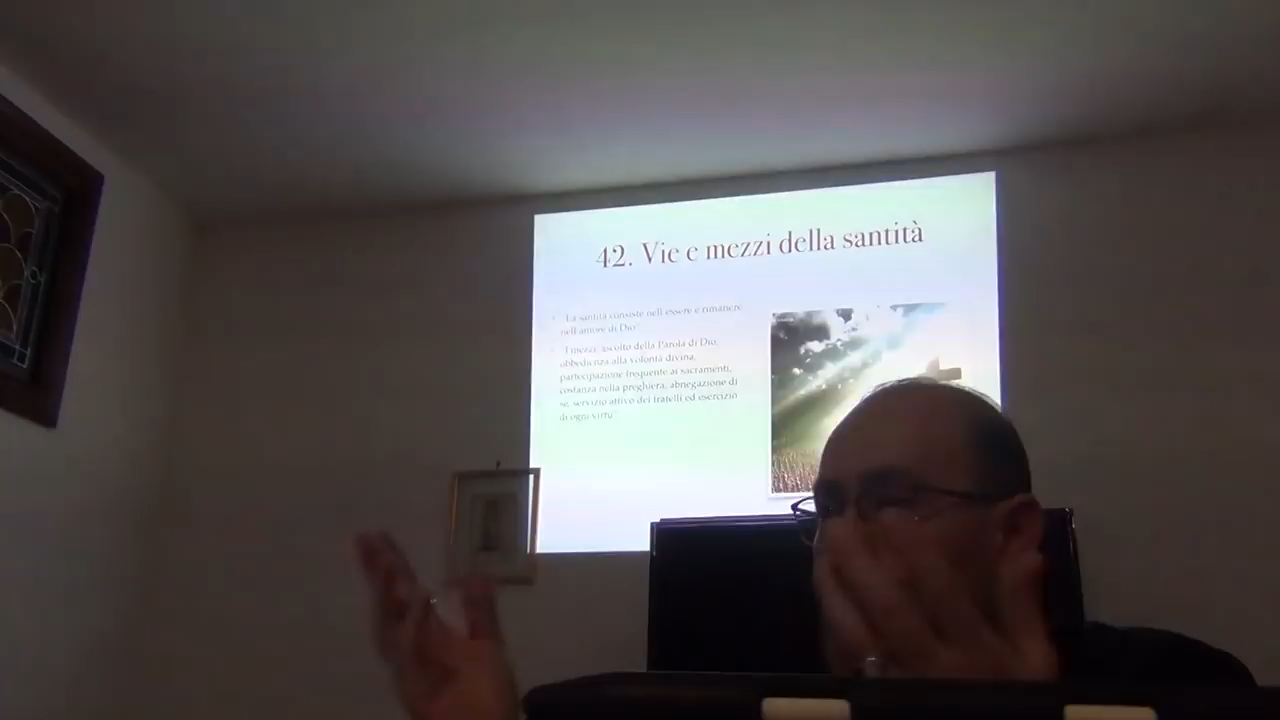 42. Vie e mezzi della santità
“La santità consiste nell'essere e rimanere
nell'amore di Dio”
“I mezzi: ascolto della Parola di Dio,
obbedienza alla volontà divina,
partecipazione frequente ai sacramenti,
costanza nella preghiera, abnegazione di
sé, servizio attivo dei fratelli ed esercizio
di ogni virtù”